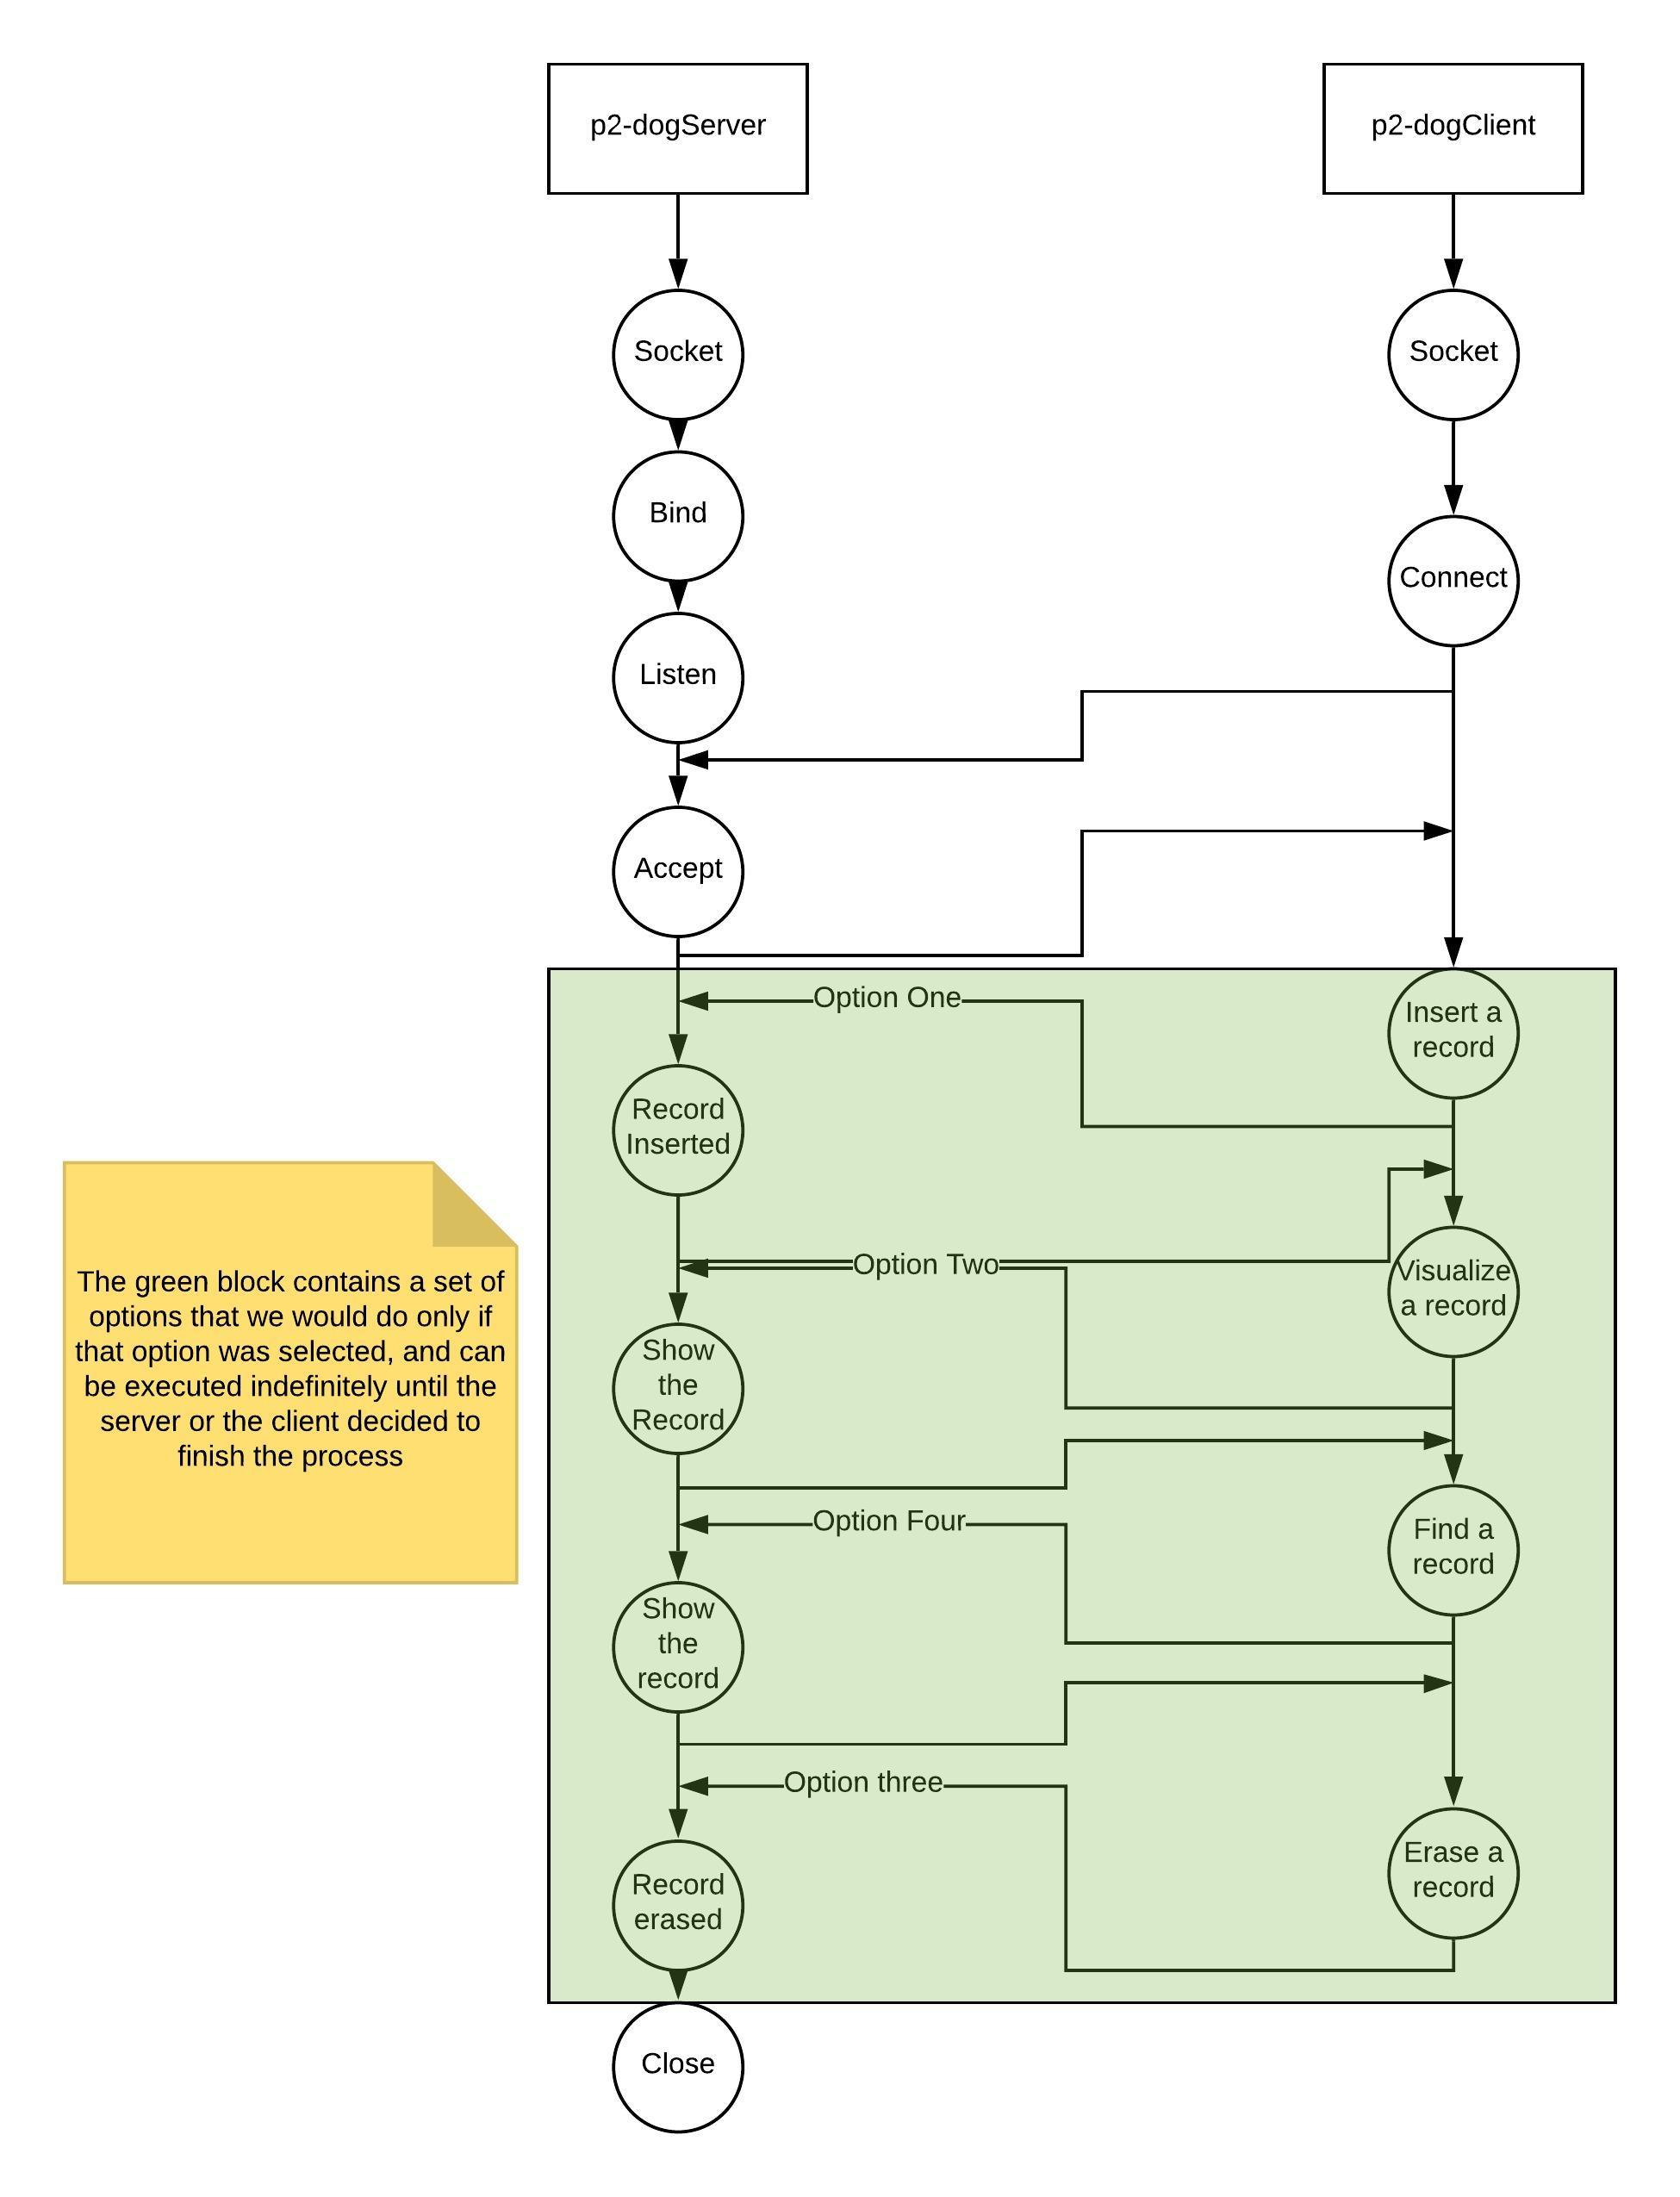 p2-dogServer
p2-dogClient
Socket
Socket
Bind
Connect
Listen
Accept
Option One
Insert a
record
Record
Inserted
Option Two
Visualize
a record
The green block contains a set of
options that we would do only if
that option was selected, and can
be executed indefinitely until the
server or the client decided to
finish the process
Show
the
Record
Option Four
Find a
record
Show
the
record
Option three
Erase a
record
Record
erased
Close